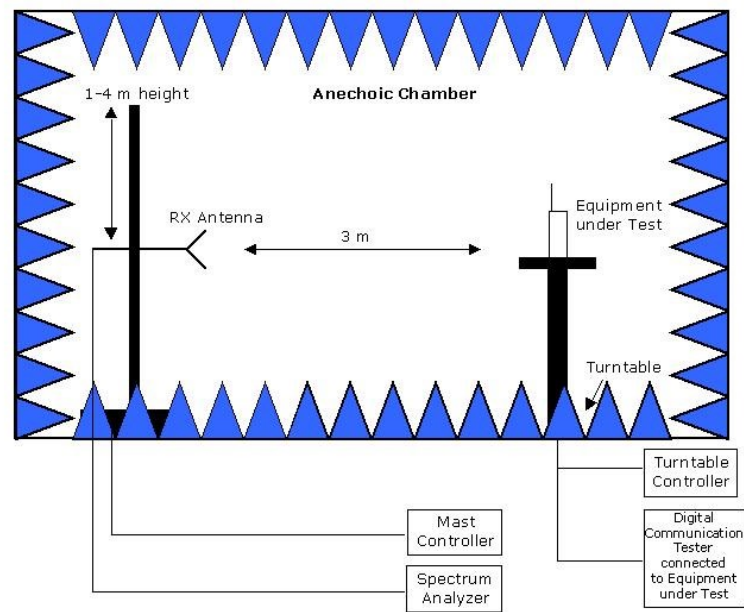 1-4 m height
Anechoic Chamber
RX Antenna
3 m
Equipment
under Test
Turntable
Turntable
Controller
Mast
Controller
Spectrum
Analyzer
Digital
Communication
Tester
connected
to Equipment
under Test